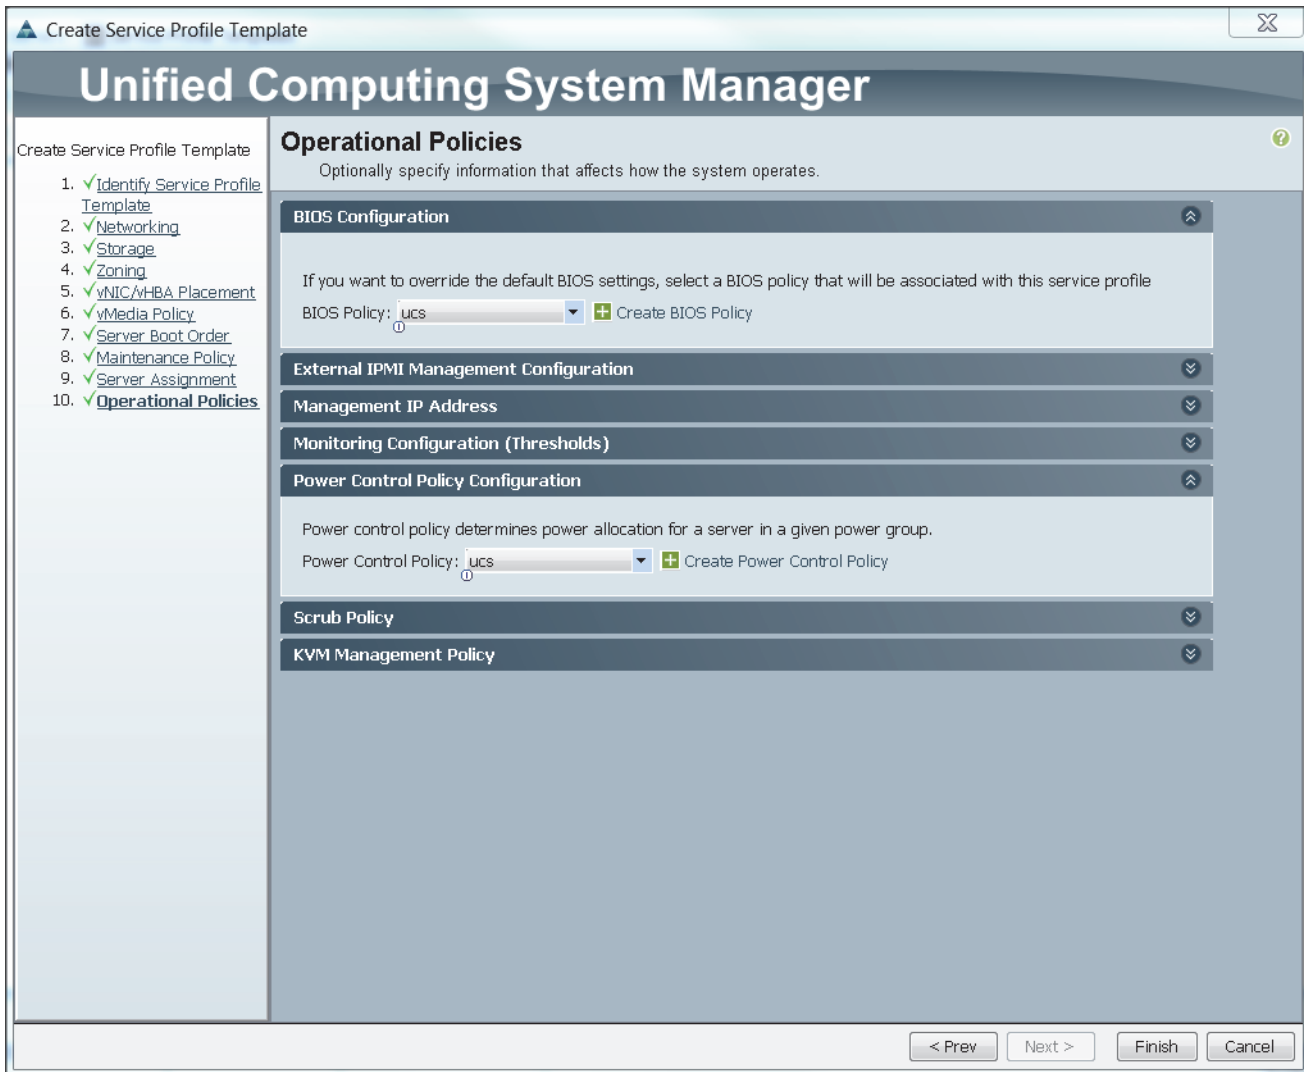 Create Service Profile Template
Unified Computing System Manager
Create Service Profile Template
1. Identify Service Profile
Template
2. Networking
3. Storage
4. Zoning
5. vNIC/vHBA Placement
6. vMedia Policy
7. Server Boot Order
8. Maintenance Policy
9. Server Assignment
10. Operational Policies
Operational Policies
Optionally specify information that affects how the system operates.
BIOS Configuration
If you want to override the default BIOS settings, select a BIOS policy that will be associated with this service profile
BIOS Policy: ucs Create BIOS Policy
External IPMI Management Configuration
Management IP Address
Monitoring Configuration (Thresholds)
Power Control Policy Configuration
Power control policy determines power allocation for a server in a given power group.
Power Control Policy: ucs Create Power Control Policy
Scrub Policy
KVM Management Policy
< Prev Next > Finish Cancel